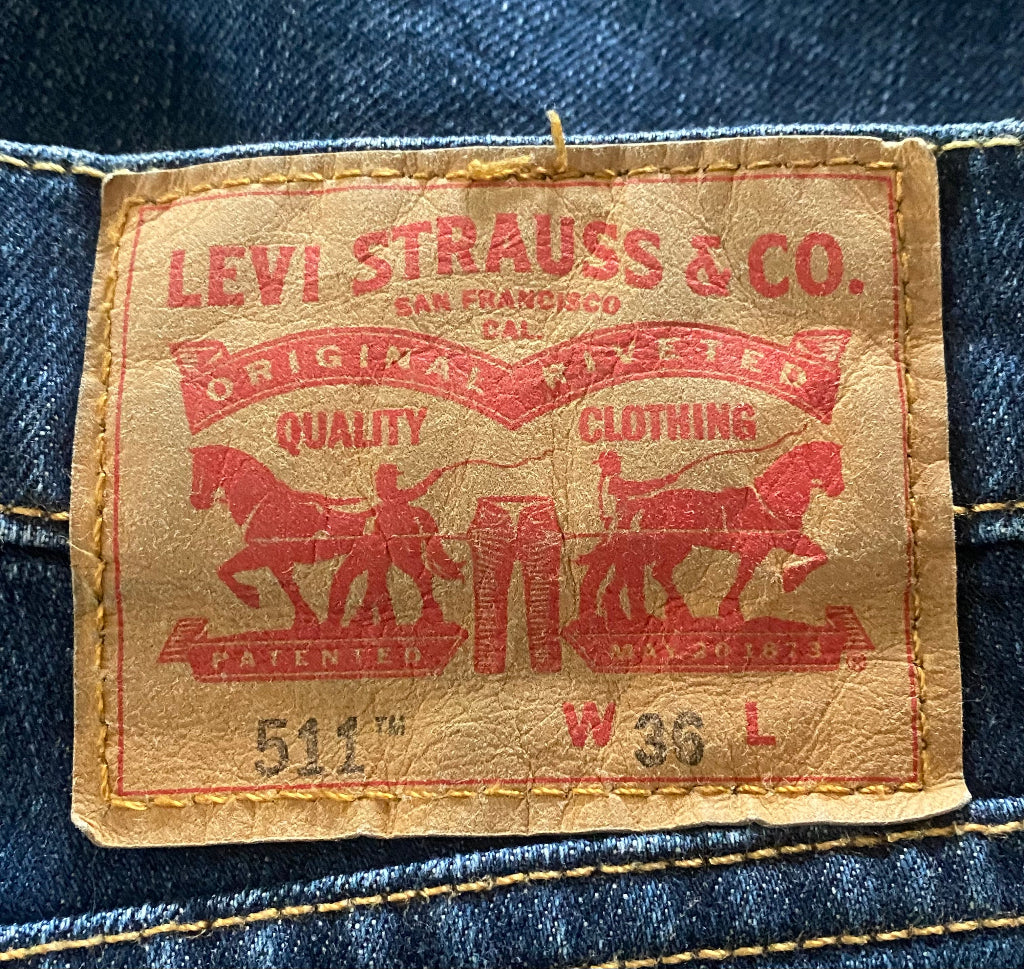 LEVI STRAUSS & CO.
SAN FRANCISCO
CAL.
ORIGINAL RIVETED
QUALITY CLOTHING
PATENTED MAY 20 1873 ®
511™ W 36 L